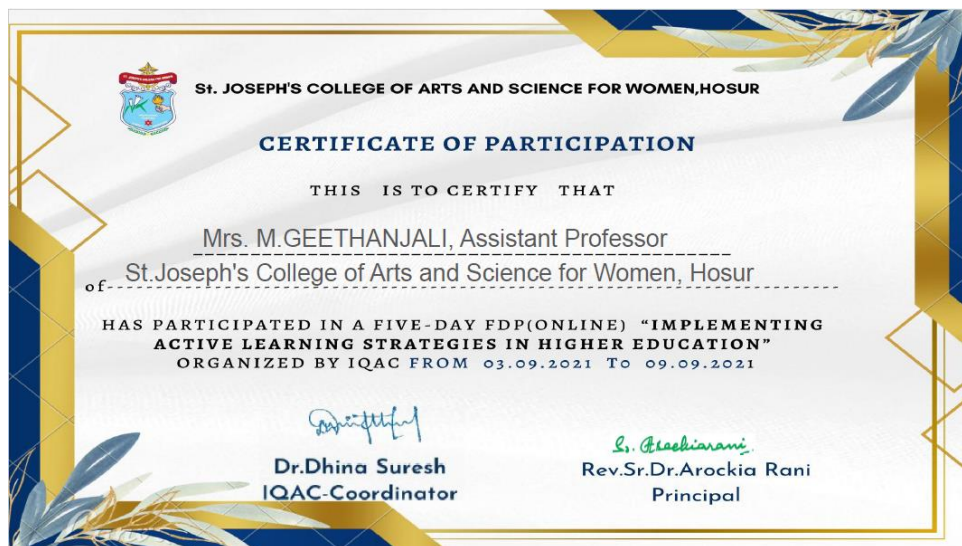 St. JOSEPH'S COLLEGE OF ARTS AND SCIENCE FOR WOMEN,HOSUR
CERTIFICATE OF PARTICIPATION
THIS IS TO CERTIFY THAT
Mrs. M.GEETHANJALI, Assistant Professor
of St.Joseph's College of Arts and Science for Women, Hosur
HAS PARTICIPATED IN A FIVE-DAY FDP(ONLINE) “IMPLEMENTING
ACTIVE LEARNING STRATEGIES IN HIGHER EDUCATION”
ORGANIZED BY IQAC FROM 03.09.2021 To 09.09.2021
Dr.Dhina Suresh
IQAC-Coordinator
Rev.Sr.Dr.Arockia Rani
Principal